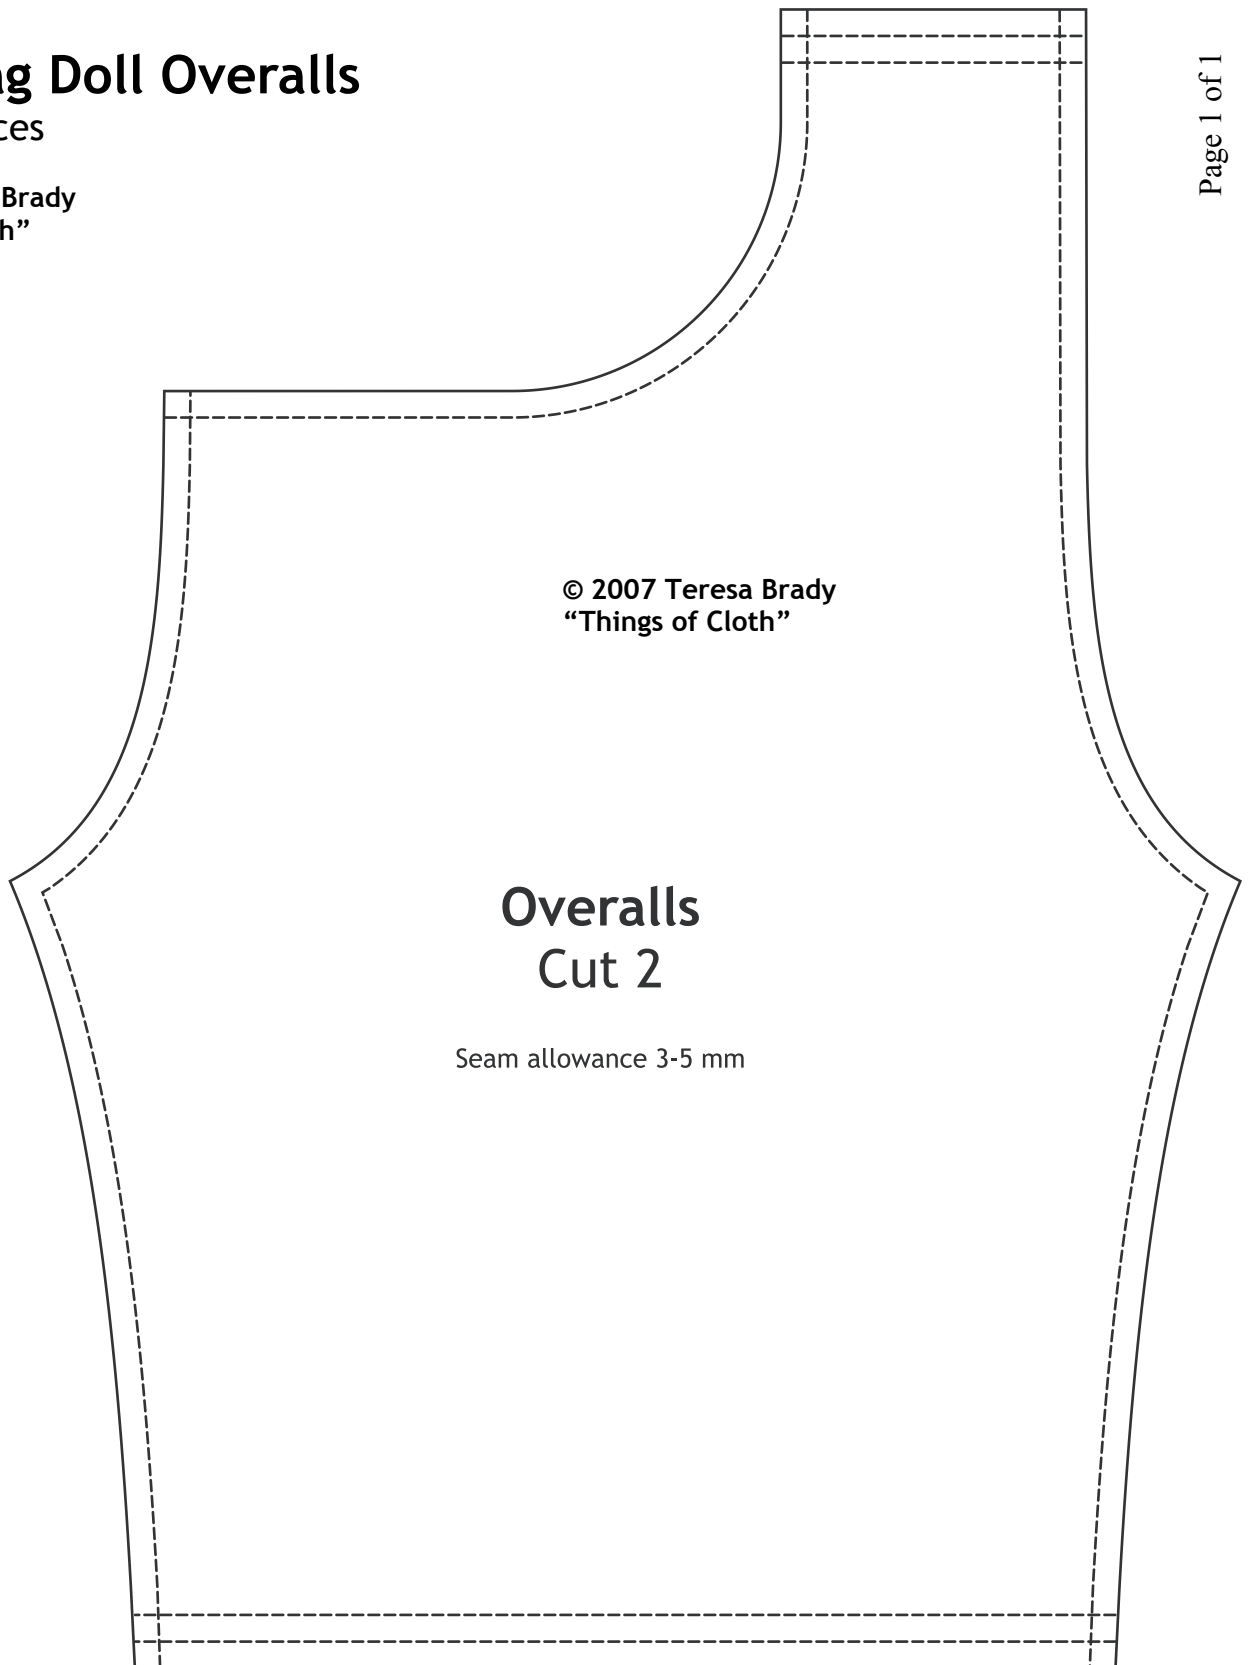 ag Doll Overalls
ces
Brady
h”
Page 1 of 1
© 2007 Teresa Brady
“Things of Cloth”
Overalls
Cut 2
Seam allowance 3-5 mm